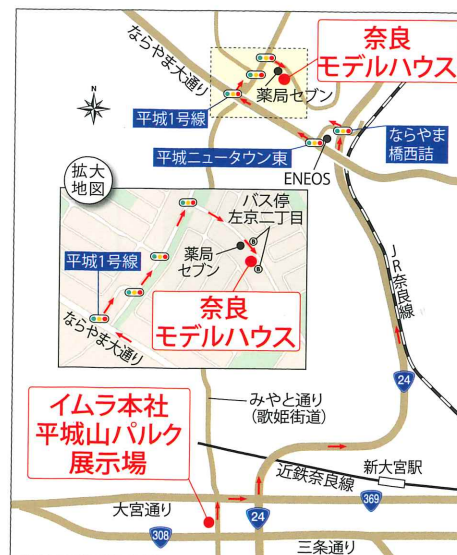 ならやま大通り
奈良
モデルハウス
薬局セブン
平城1号線
平城ニュータウン東
ENEOS
ならやま
橋西詰
拡大
地図
バス停
左京二丁目
B
薬局
セブン
B
平城1号線
奈良
モデルハウス
ならやま大通り
JR奈良線
24
イムラ本社
平城山パルク
展示場
みやと通り
(歌姫街道)
新大宮駅
近鉄奈良線
大宮通り
369
24
308
三条通り